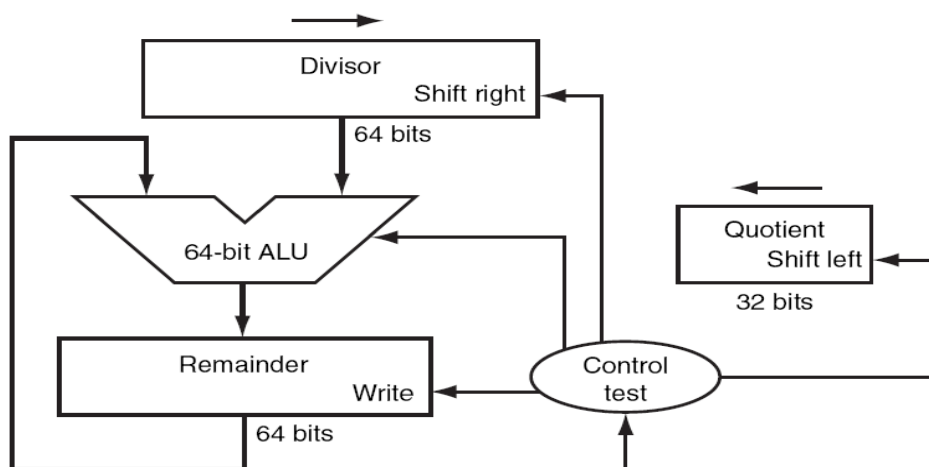 Divisor
Shift right
64 bits
64-bit ALU
Quotient
Shift left
32 bits
Remainder
Write
64 bits
Control
test